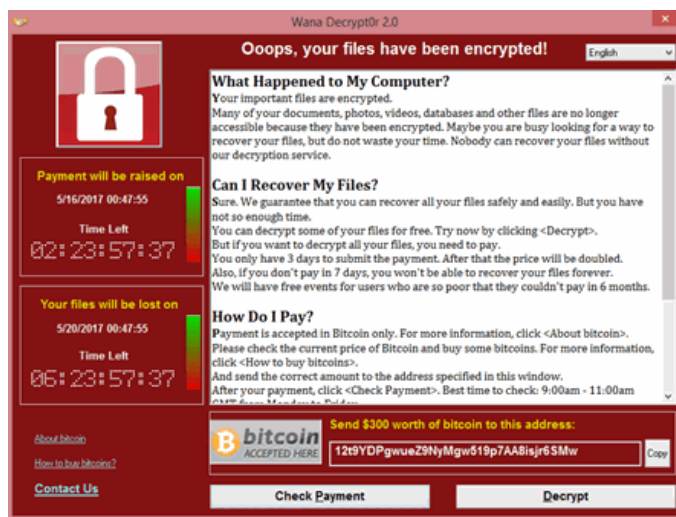 Wana Decrypt0r 2.0
Ooops, your files have been encrypted!
English
Payment will be raised on
5/16/2017 00:47:55
Time Left
02:23:57:37
Your files will be lost on
5/20/2017 00:47:55
Time Left
06:23:57:37
About bitcoin
How to buy bitcoins?
Contact Us
What Happened to My Computer?
Your important files are encrypted.
Many of your documents, photos, videos, databases and other files are no longer
accessible because they have been encrypted. Maybe you are busy looking for a way to
recover your files, but do not waste your time. Nobody can recover your files without
our decryption service.
Can I Recover My Files?
Sure. We guarantee that you can recover all your files safely and easily. But you have
not so enough time.
You can decrypt some of your files for free. Try now by clicking <Decrypt>.
But if you want to decrypt all your files, you need to pay.
You only have 3 days to submit the payment. After that the price will be doubled.
Also, if you don't pay in 7 days, you won't be able to recover your files forever.
We will have free events for users who are so poor that they couldn't pay in 6 months.
How Do I Pay?
Payment is accepted in Bitcoin only. For more information, click <About bitcoin>.
Please check the current price of Bitcoin and buy some bitcoins. For more information,
click <How to buy bitcoins>.
And send the correct amount to the address specified in this window.
After your payment, click <Check Payment>. Best time to check: 9:00am - 11:00am
GMT from Monday to Friday.
bitcoin
ACCEPTED HERE
Send $300 worth of bitcoin to this address:
12t9YDPgwueZ9NyMgw519p7AA8isjr6SMw
Copy
Check Payment
Decrypt